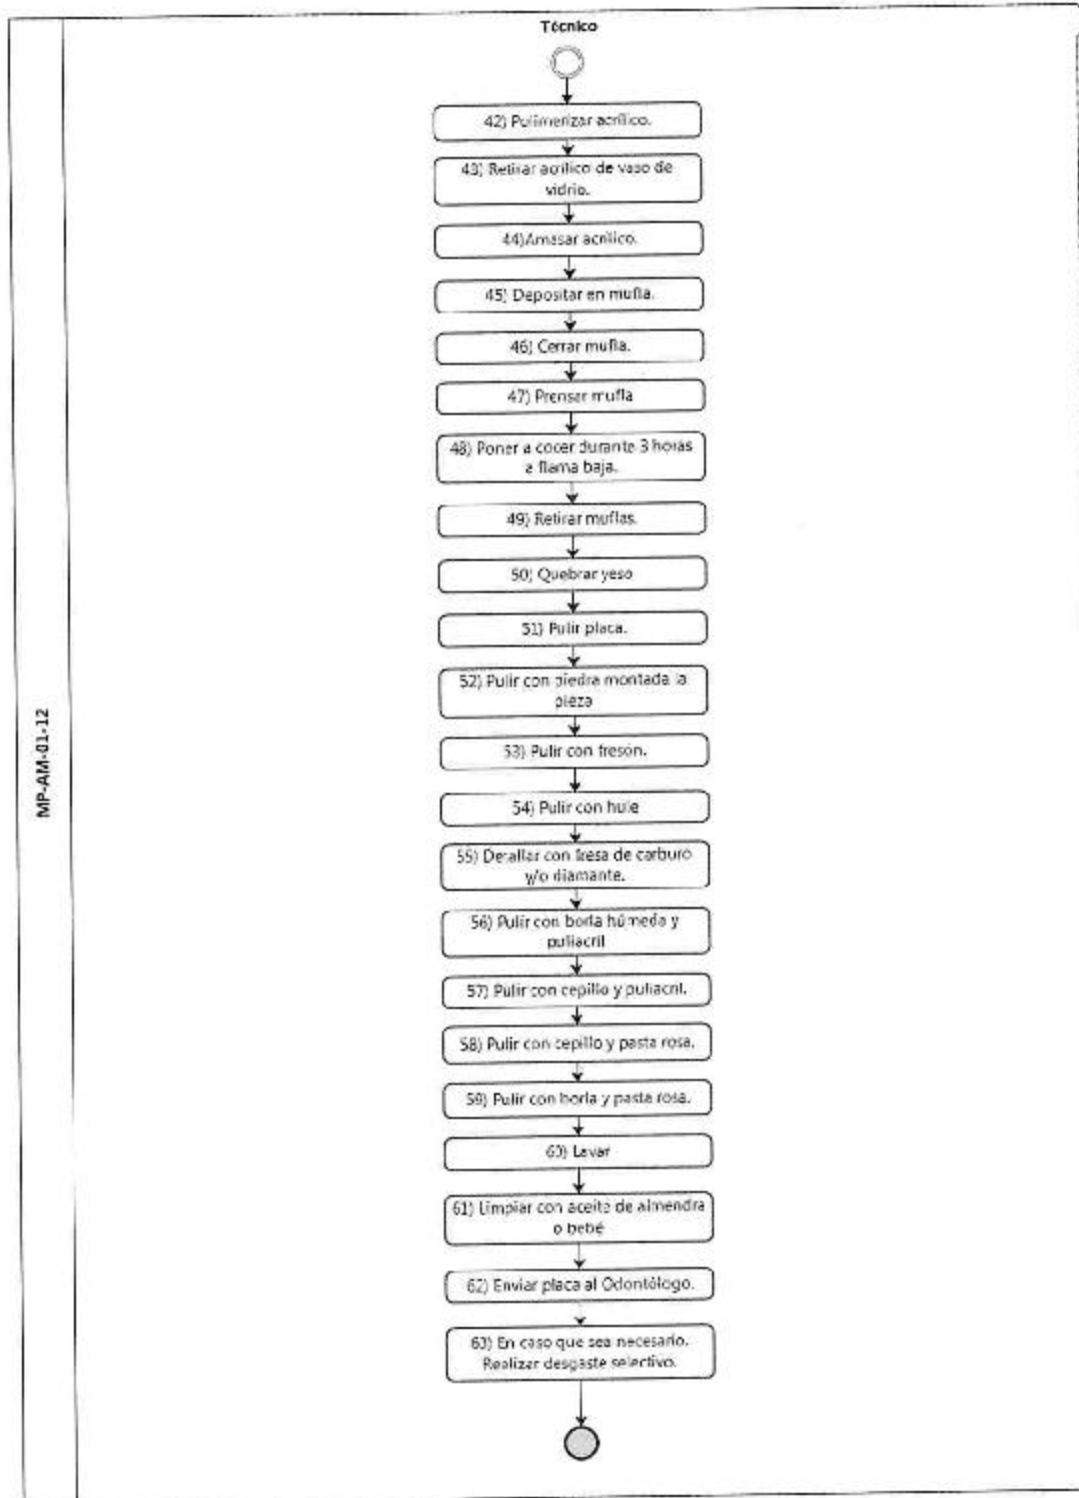 Técnico
42) Polimerizar acrílico.
43) Retirar acrílico de vaso de
vidrio.
44)Amasar acrílico.
45) Depositar en mufla.
46) Cerrar mufla.
47) Prensar mufla
48) Poner a cocer durante 3 horas
a flama baja.
49) Retirar muflas.
50) Quebrar yeso
51) Pulir placa.
52) Pulir con piedra montada la
pieza
53) Pulir con fresón.
54) Pulir con hule
55) Detallar con fresa de carburo
y/o diamante.
56) Pulir con borla húmeda y
puliacril
57) Pulir con cepillo y puliacril.
58) Pulir con cepillo y pasta rosa.
59) Pulir con borla y pasta rosa.
60) Lavar
61) Limpiar con aceite de almendra
o bebé
62) Enviar placa al Odontólogo.
63) En caso que sea necesario.
Realizar desgaste selectivo.
MP-AM-01-12